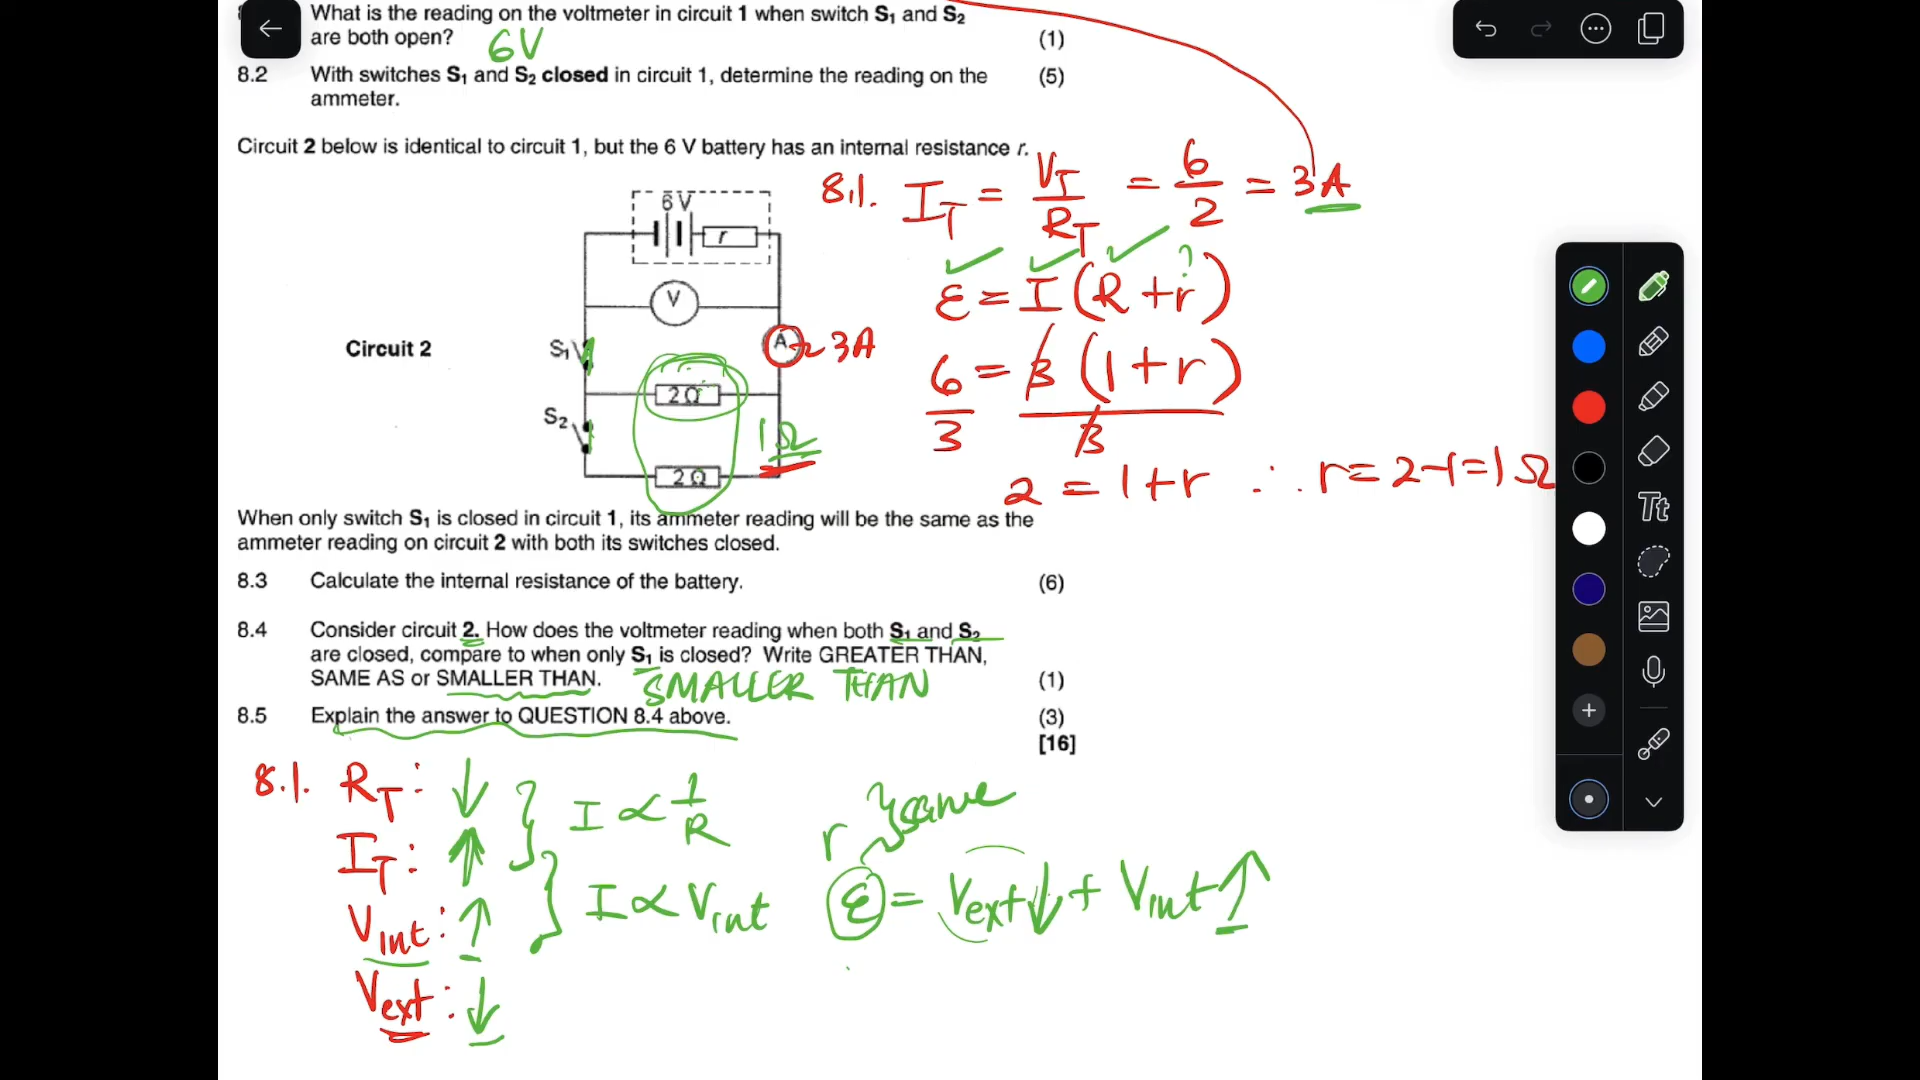 What is the reading on the voltmeter in circuit 1 when switch S₁ and S₂
are both open? (1)
6V
8.2 With switches S₁ and S₂ closed in circuit 1, determine the reading on the (5)
ammeter.
Circuit 2 below is identical to circuit 1, but the 6 V battery has an internal resistance r.
8.1. I_T = V_T/R_T = 6/2 = 3A
ε = I (R + r)
?
6/3 = 3 (1 + r)/3
2 = 1 + r ∴ r = 2 - 1 = 1 Ω
6 V
r
V
Circuit 2
S₁
A
3A
2 Ω
S₂
1Ω
2 Ω
When only switch S₁ is closed in circuit 1, its ammeter reading will be the same as the
ammeter reading on circuit 2 with both its switches closed.
8.3 Calculate the internal resistance of the battery. (6)
8.4 Consider circuit 2. How does the voltmeter reading when both S₁ and S₂
are closed, compare to when only S₁ is closed? Write GREATER THAN,
SAME AS or SMALLER THAN. (1)
SMALLER THAN
8.5 Explain the answer to QUESTION 8.4 above. (3)
[16]
8.1. R_T : ↓
I ∝ 1/R
I_T : ↑
V_int : ↑
I ∝ V_int
V_ext : ↓
r same
ε = V_ext ↓ + V_int ↑
Tt